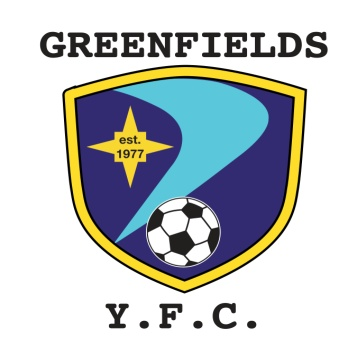 GREENFIELDS
est.
1977
Y.F.C.